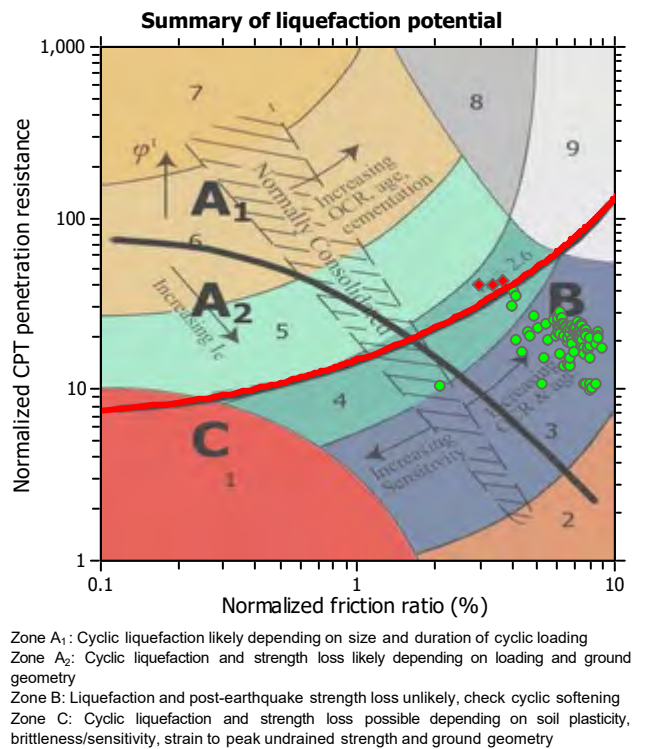 Summary of liquefaction potential
1,000
100
10
1
0.1
1
10
Normalized CPT penetration resistance
Normalized friction ratio (%)
7
8
9
φ'
A1
6
A2
5
Increasing Ic
Normally Consolidated
Increasing
OCR, age,
cementation
2.6
B
4
C
1
3
2
Increasing
OCR & age
Increasing
Sensitivity
Zone A1: Cyclic liquefaction likely depending on size and duration of cyclic loading
Zone A2: Cyclic liquefaction and strength loss likely depending on loading and ground
geometry
Zone B: Liquefaction and post-earthquake strength loss unlikely, check cyclic softening
Zone C: Cyclic liquefaction and strength loss possible depending on soil plasticity,
brittleness/sensitivity, strain to peak undrained strength and ground geometry